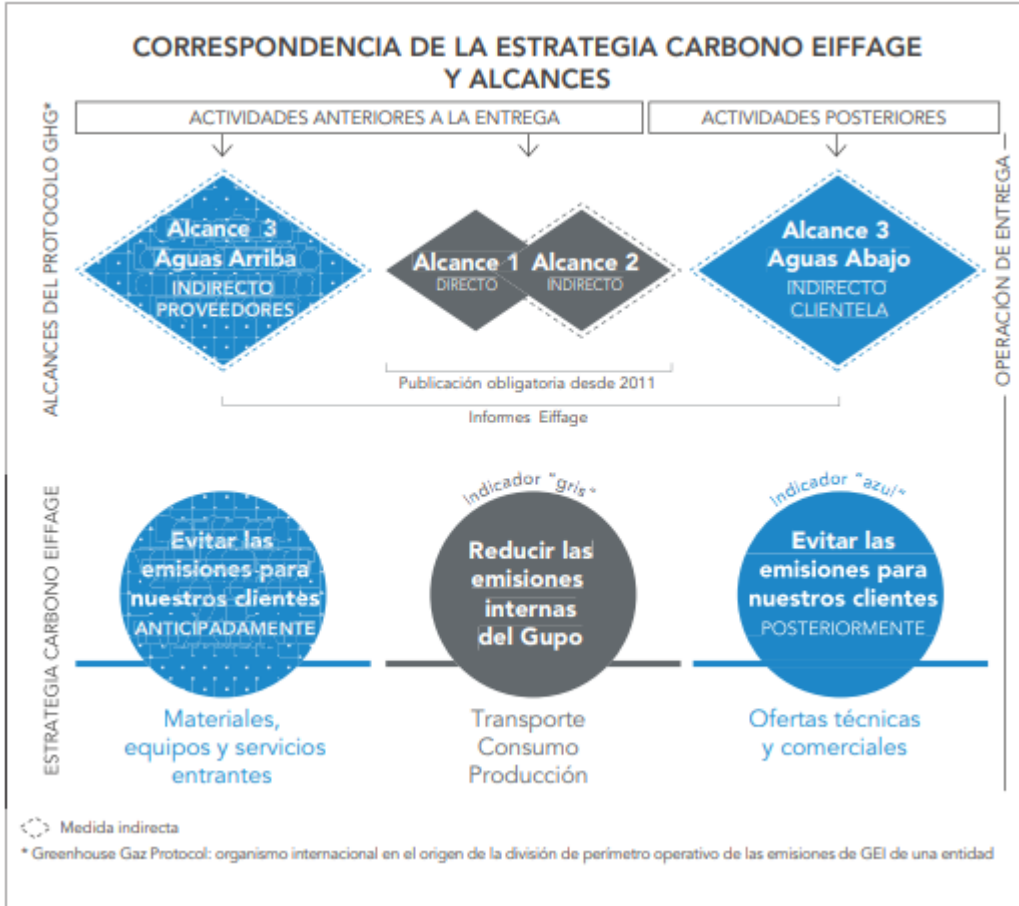 CORRESPONDENCIA DE LA ESTRATEGIA CARBONO EIFFAGE
Y ALCANCES
ALCANCES DEL PROTOCOLO GHG*
ACTIVIDADES ANTERIORES A LA ENTREGA
ACTIVIDADES POSTERIORES
Alcance 3
Aguas Arriba
INDIRECTO
PROVEEDORES
Alcance 1
DIRECTO
Alcance 2
INDIRECTO
Alcance 3
Aguas Abajo
INDIRECTO
CLIENTELA
OPERACIÓN DE ENTREGA
Publicación obligatoria desde 2011
Informes Eiffage
ESTRATEGIA CARBONO EIFFAGE
Evitar las
emisiones para
nuestros clientes
ANTICIPADAMENTE
Materiales,
equipos y servicios
entrantes
Indicador "gris"
Reducir las
emisiones
internas
del Gupo
Transporte
Consumo
Producción
Indicador "azul"
Evitar las
emisiones para
nuestros clientes
POSTERIORMENTE
Ofertas técnicas
y comerciales
Medida indirecta
* Greenhouse Gaz Protocol: organismo internacional en el origen de la división de perímetro operativo de las emisiones de GEI de una entidad